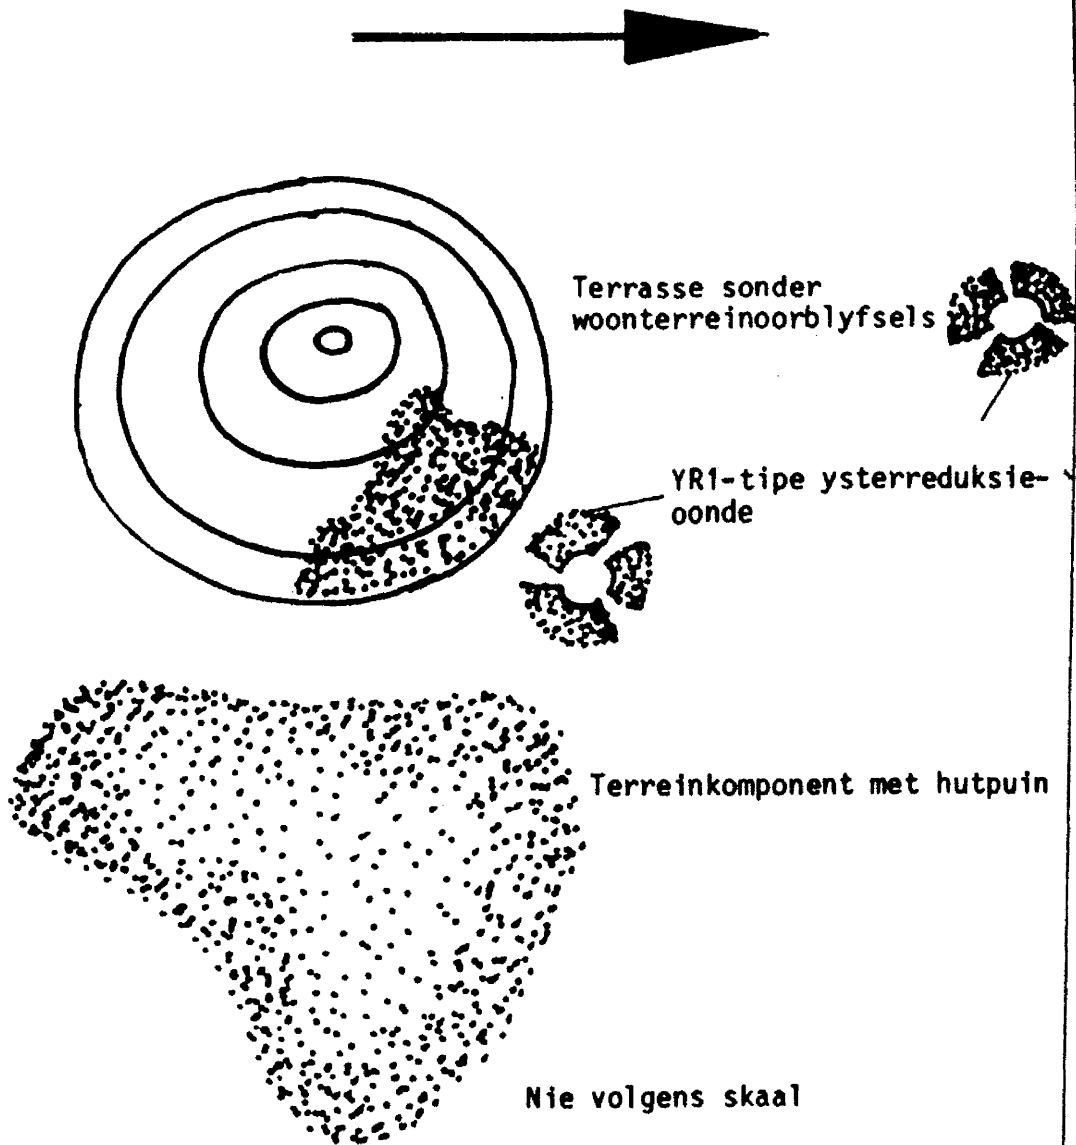 Terrasse sonder
woonterreinoorblyfsels
YR1-tipe ysterreduksie-
oonde
Terreinkomponent met hutpuin
Nie volgens skaal